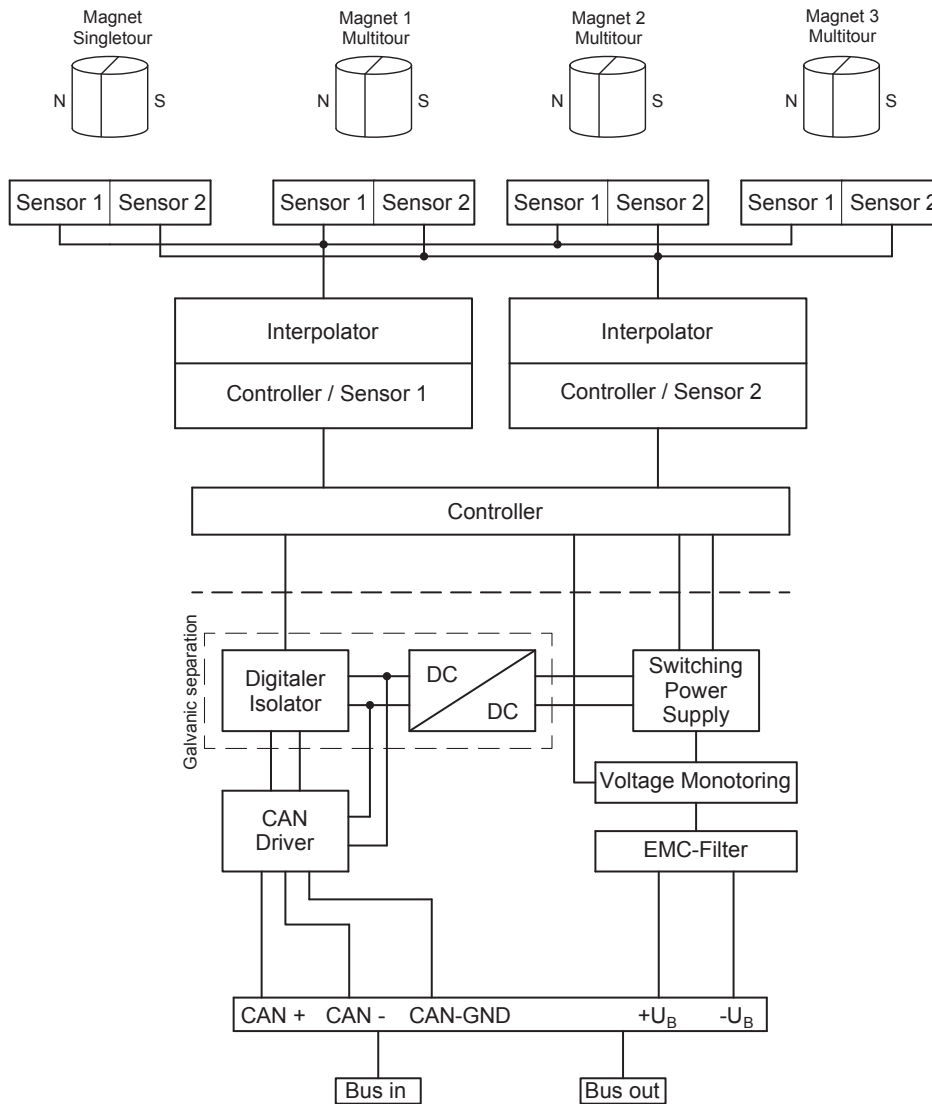 Magnet
Singletour
Magnet 1
Multitour
Magnet 2
Multitour
Magnet 3
Multitour
N S
N S
N S
N S
Sensor 1 Sensor 2
Sensor 1 Sensor 2
Sensor 1 Sensor 2
Sensor 1 Sensor 2
Interpolator
Controller / Sensor 1
Interpolator
Controller / Sensor 2
Controller
Galvanic separation
Digitaler
Isolator
DC
DC
Switching
Power
Supply
Voltage Monotoring
CAN
Driver
EMC-Filter
CAN + CAN - CAN-GND +UB -UB
Bus in
Bus out